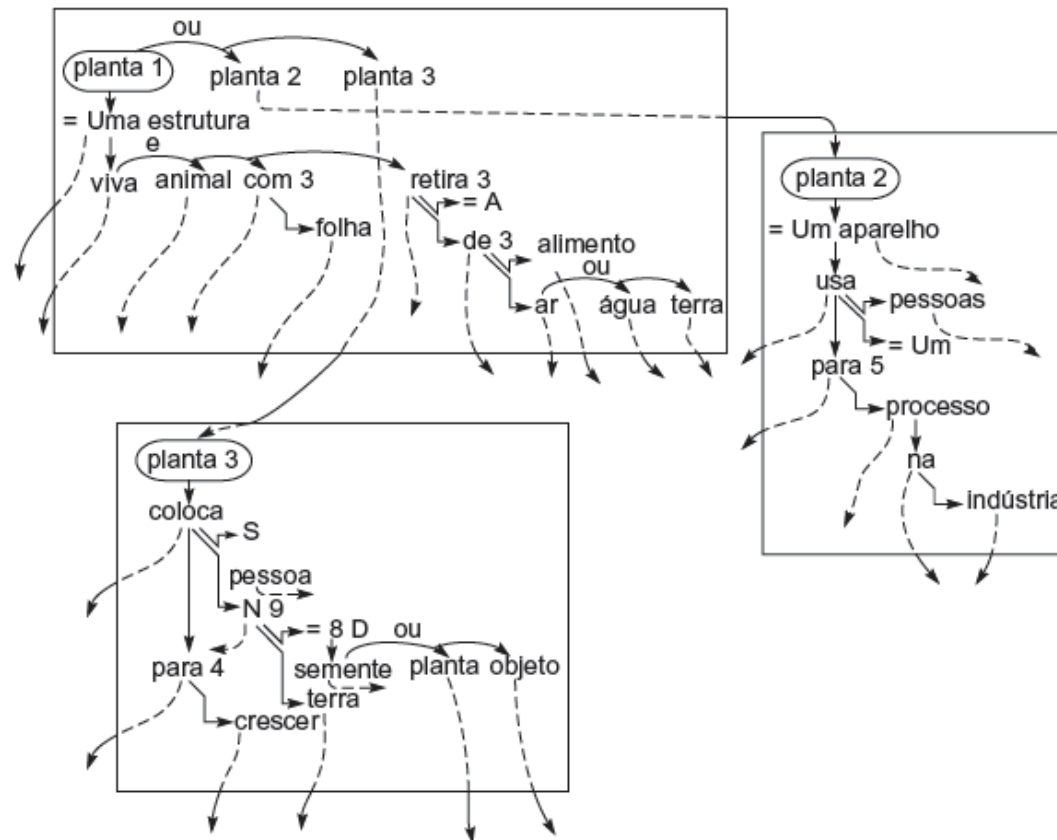 ou
planta 1 planta 2 planta 3
= Uma estrutura
e
viva animal com 3 retira 3
= A
folha
de 3 alimento
ou
ar água terra
planta 2
= Um aparelho
usa
pessoas
= Um
para 5
processo
na
indústria
planta 3
coloca
S
pessoa
N 9
= 8 D ou
para 4 semente planta objeto
terra
crescer